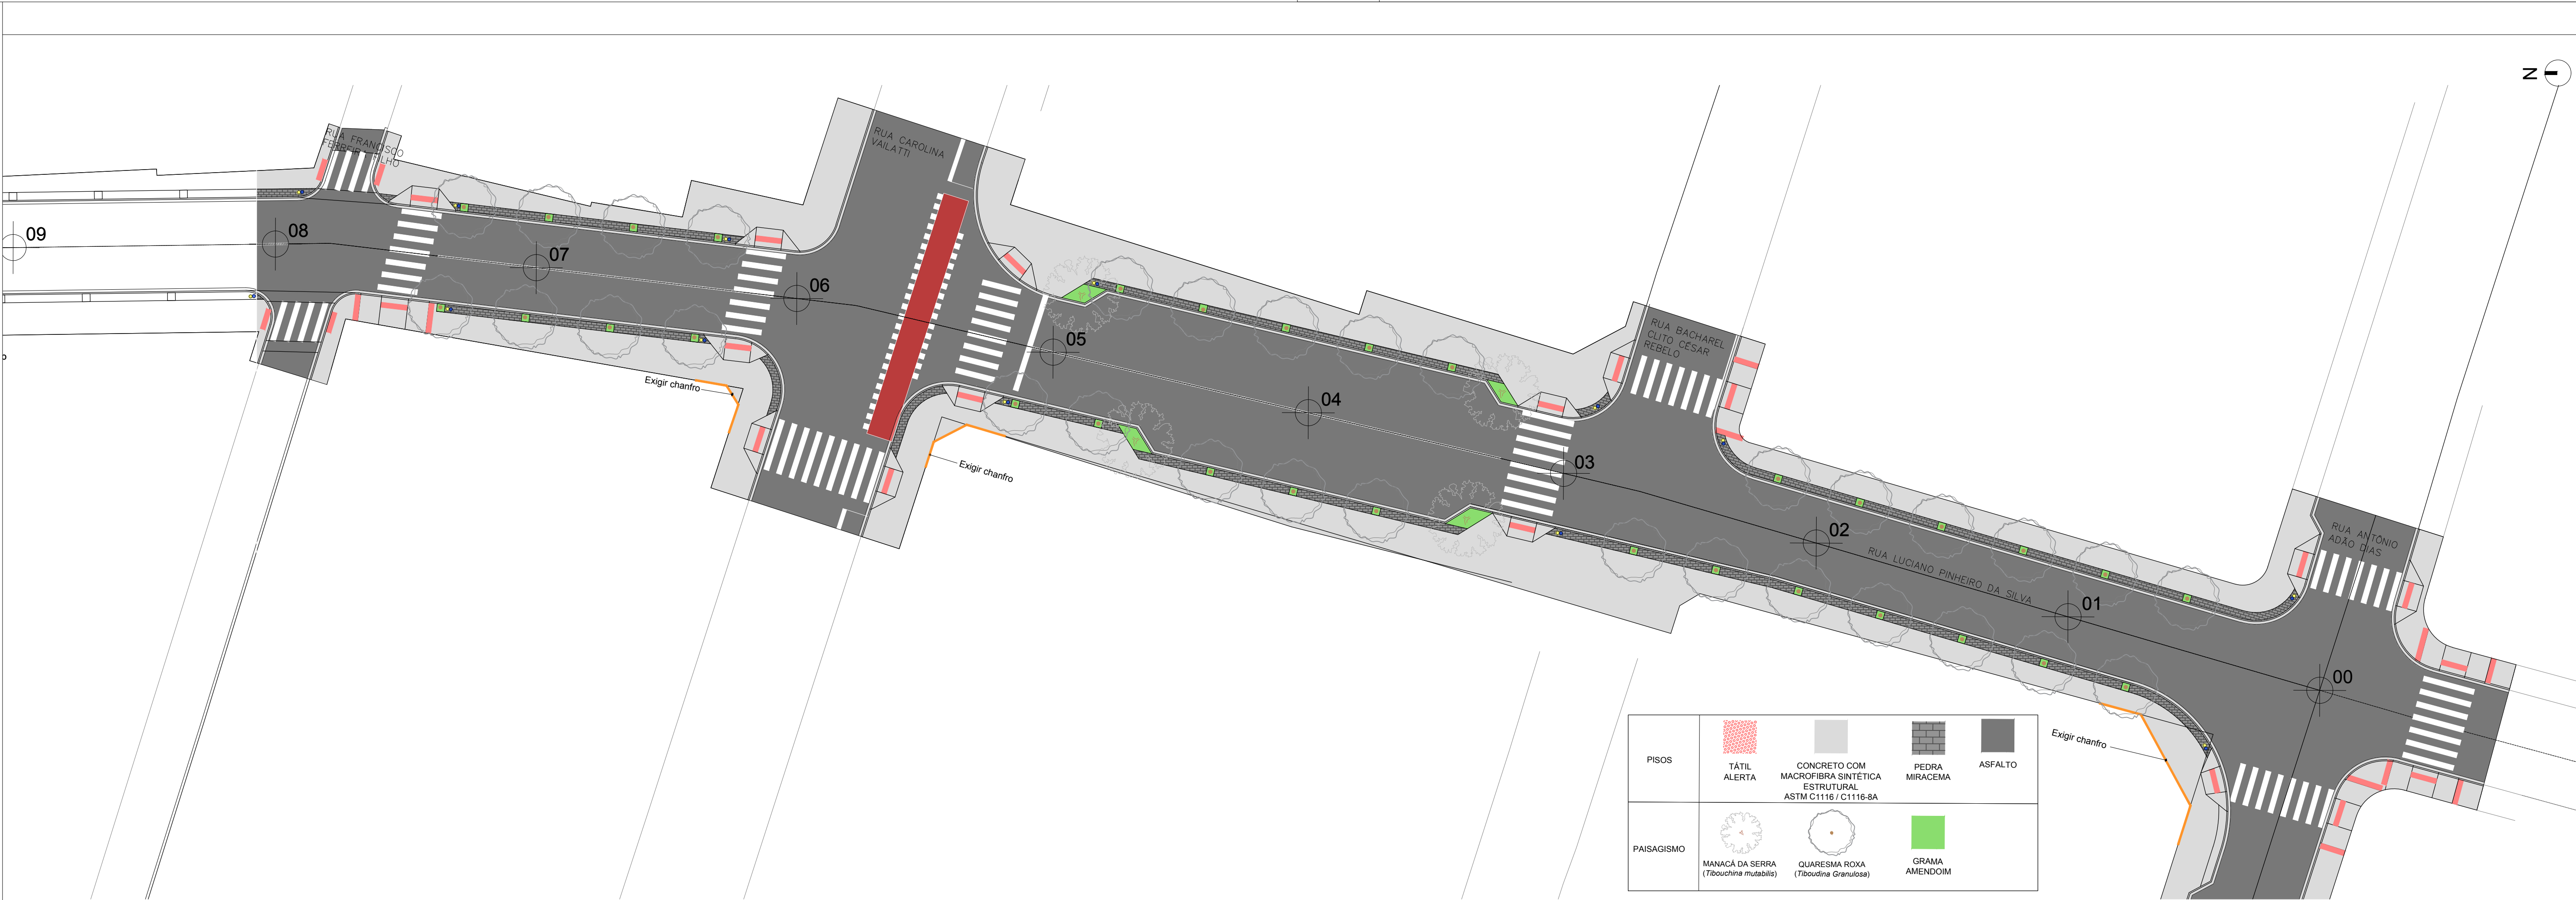 N
RUA FRANCISCO
FERREIRA FILHO
RUA CAROLINA
VAILATTI
09
08
07
06
05
04
03
02
01
00
Exigir chanfro
Exigir chanfro
RUA BACHAREL
CLITO CÉSAR
REBELO
RUA LUCIANO PINHEIRO DA SILVA
RUA ANTÔNIO
ADÃO DIAS
Exigir chanfro
PISOS
TÁTIL
ALERTA
CONCRETO COM
MACROFIBRA SINTÉTICA
ESTRUTURAL
ASTM C1116 / C1116-8A
PEDRA
MIRACEMA
ASFALTO
PAISAGISMO
MANACÁ DA SERRA
(Tibouchina mutabilis)
QUARESMA ROXA
(Tiboudina Granulosa)
GRAMA
AMENDOIM